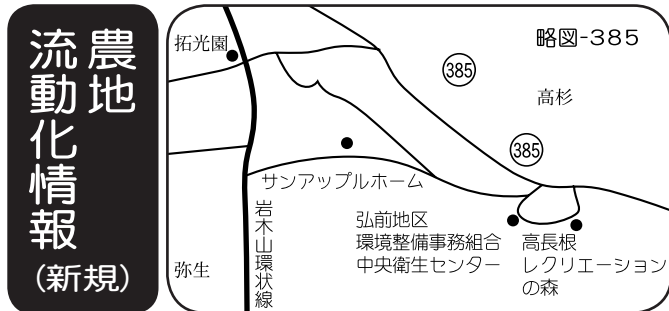 農地
流動化情報
(新規)
略図-385
拓光園
385
高杉
385
サンアップルホーム
岩木山環状線
弘前地区
環境整備事務組合
中央衛生センター
高長根
レクリエーション
の森
弥生